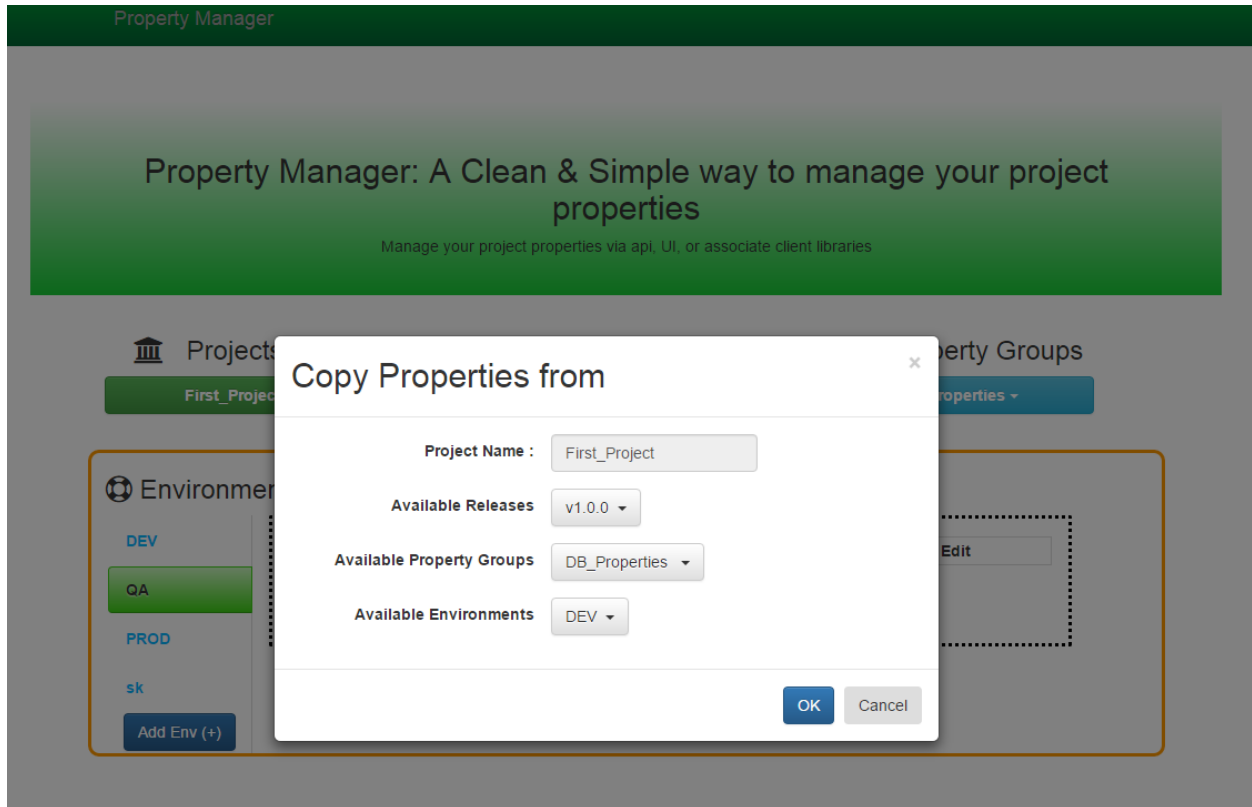 Property Manager
Property Manager: A Clean & Simple way to manage your project
properties
Manage your project properties via api, UI, or associate client libraries
Projects
Groups
First_Projec
Copy Properties from
×
Project Name :
First_Project
Available Releases
v1.0.0
Available Property Groups
DB_Properties
Available Environments
DEV
OK
Cancel
Environmen
DEV
QA
PROD
sk
Add Env (+)
Edit